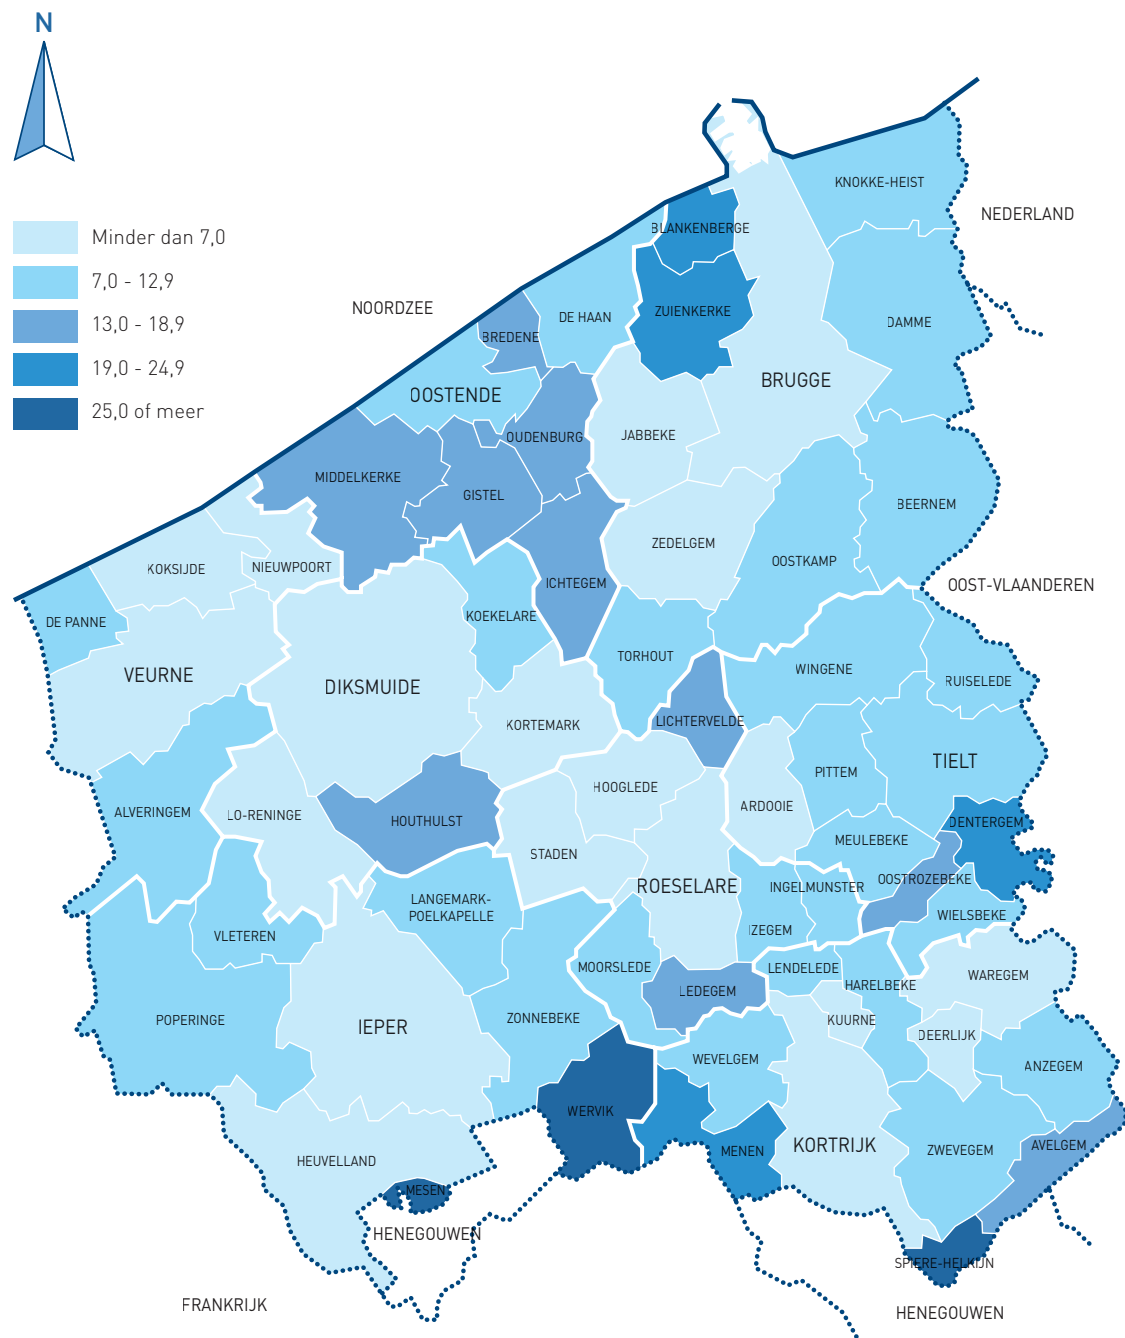 N
Minder dan 7,0
7,0 - 12,9
13,0 - 18,9
19,0 - 24,9
25,0 of meer
KNOKKE-HEIST
NEDERLAND
BLANKENBERGE
NOORDZEE
ZUIENKERKE
DE HAAN
DAMME
BREDENE
BRUGGE
OOSTENDE
JABBEKE
OUDENBURG
MIDDELKERKE
GISTEL
BEERNEM
ZEDELGEM
OOSTKAMP
KOKSIJDE
NIEUWPOORT
ICHTEGEM
OOST-VLAANDEREN
DE PANNE
KOEKELARE
TORHOUT
WINGENE
VEURNE
RUISELEDE
DIKSMUIDE
LICHTERVELDE
KORTEMARK
TIELT
PITTEM
HOOGLEDE
ARDOOIE
ALVERINGEM
LO-RENINGE
HOUTHULST
DENTERGEM
MEULEBEKE
STADEN
OOSTROZEBEKE
ROESELARE
INGELMUNSTER
LANGEMARK-
POELKAPELLE
WIELSBEKE
VLETEREN
IZEGEM
MOORSLEDE
LENDELEDE
WAREGEM
HARELBEKE
LEDEGEM
POPERINGE
ZONNEBEKE
KUURNE
IEPER
DEERLIJK
WEVELGEM
ANZEGEM
WERVIK
MENEN
KORTRIJK
AVELGEM
ZWEVEGEM
HEUVELLAND
MESEN
HENEGOUWEN
SPIERE-HELKIJN
FRANKRIJK
HENEGOUWEN